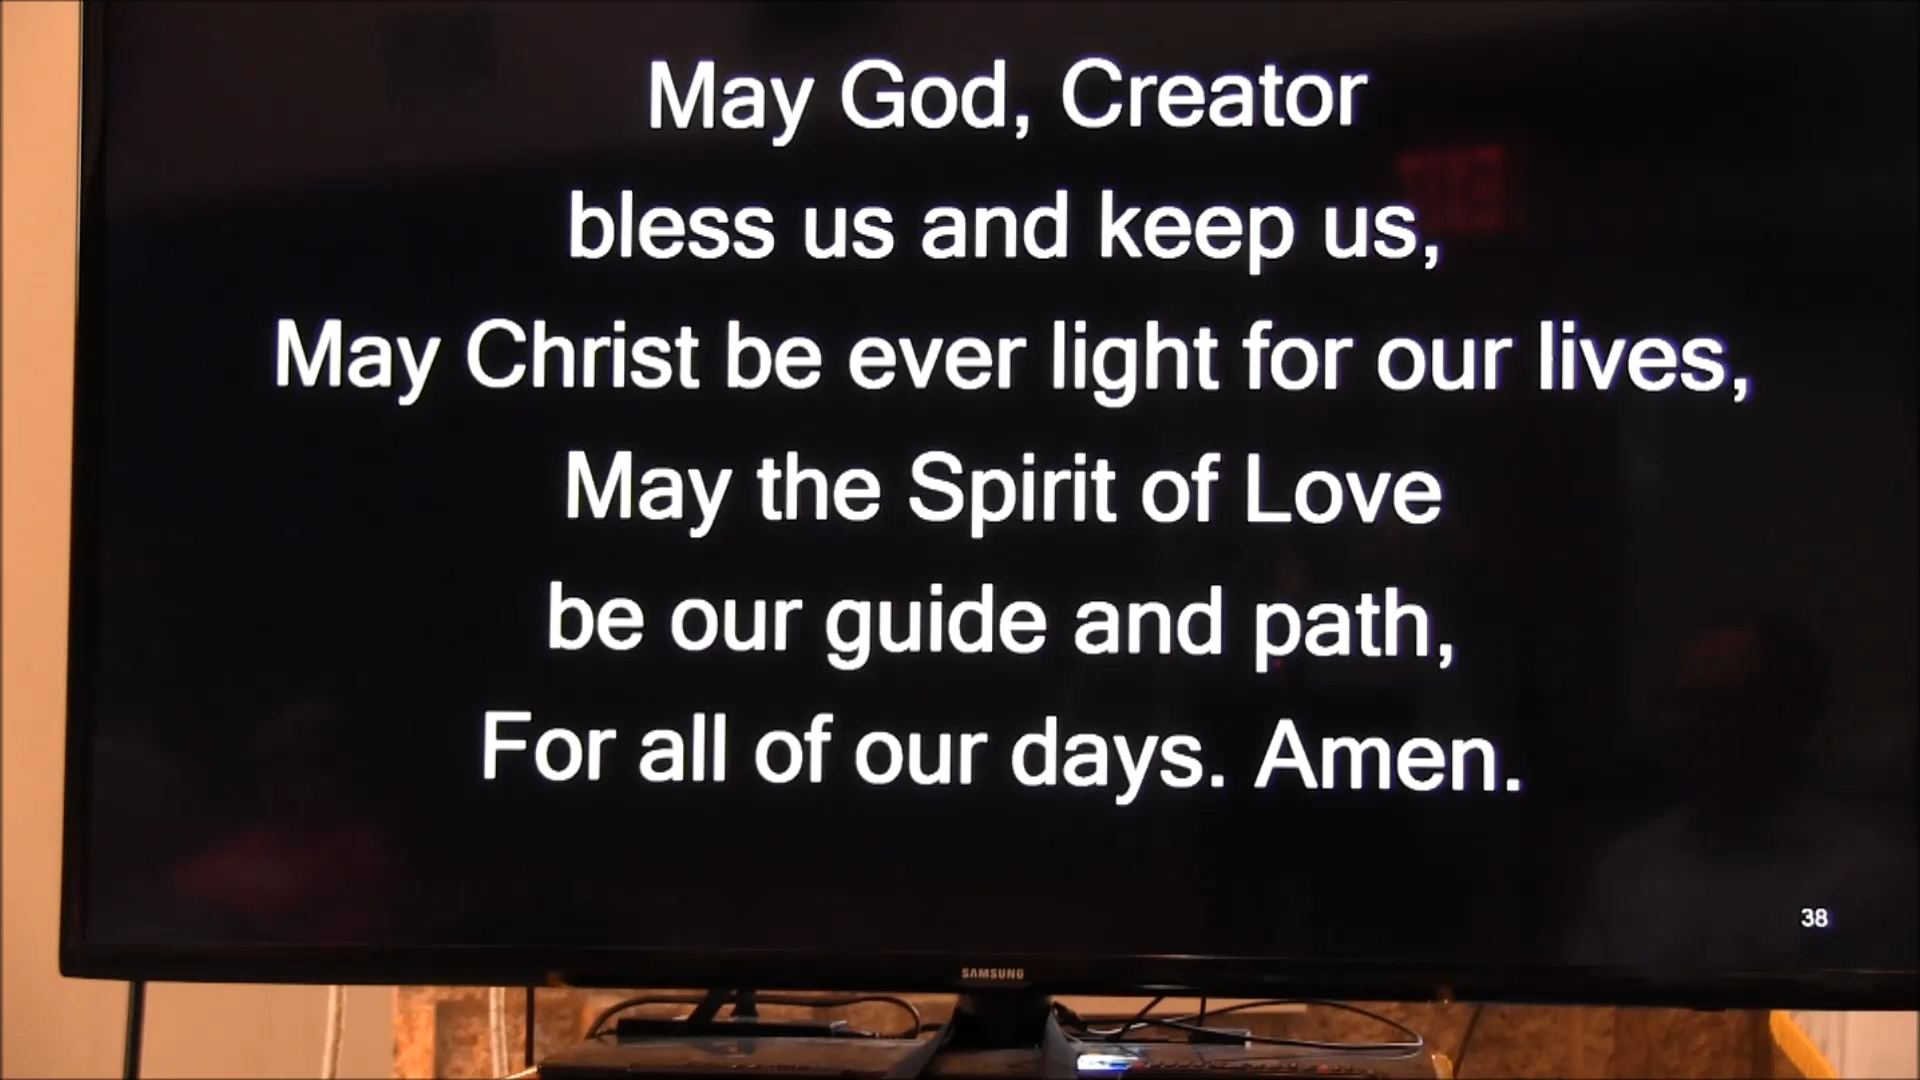 May God, Creator
bless us and keep us,
May Christ be ever light for our lives,
May the Spirit of Love
be our guide and path,
For all of our days. Amen.
38
SAMSUNG